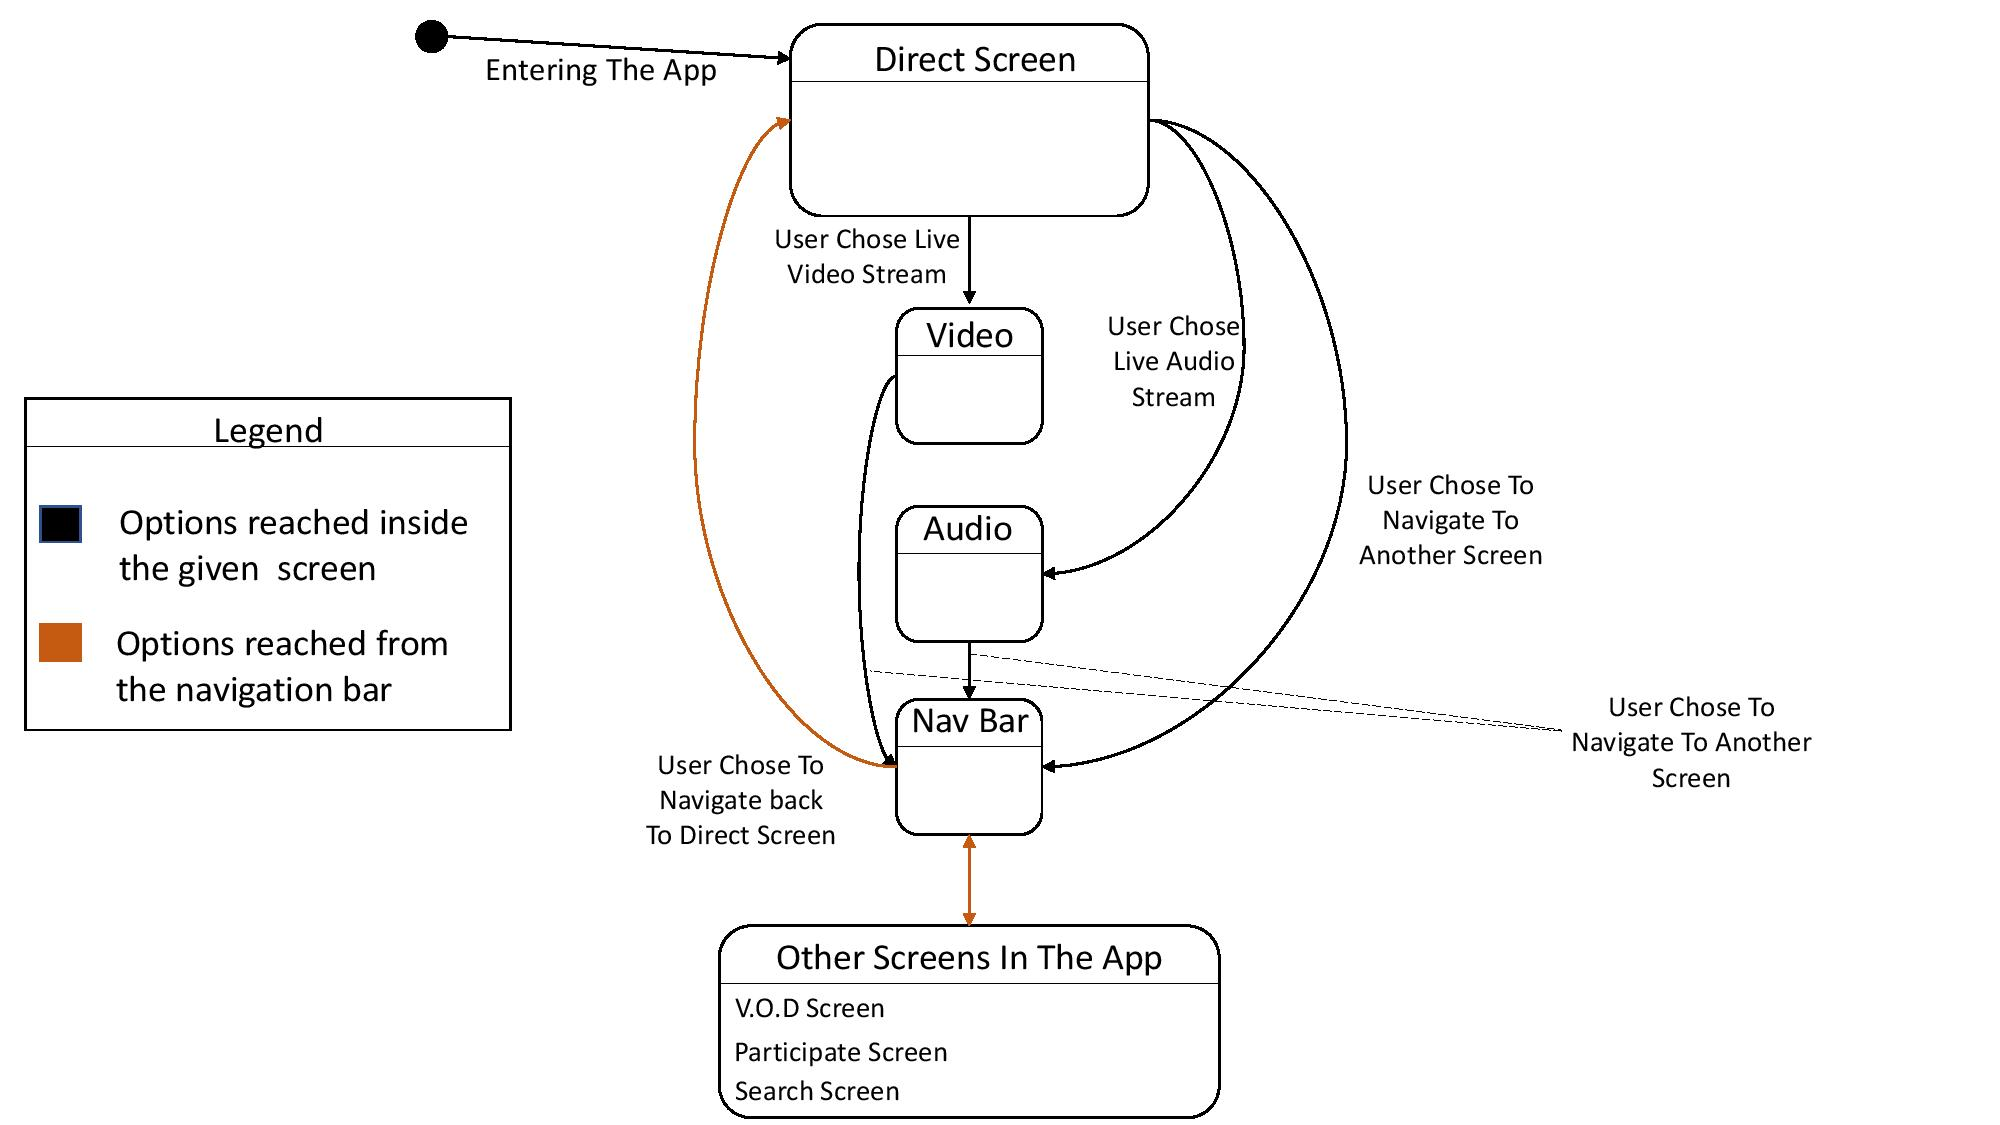 Direct Screen
Entering The App
User Chose Live
Video Stream
Video
User Chose
Live Audio
Stream
Legend
Options reached inside
the given  screen
Options reached from
the navigation bar
Audio
User Chose To
Navigate To
Another Screen
Nav Bar
User Chose To
Navigate To Another
Screen
User Chose To
Navigate back
To Direct Screen
Other Screens In The App
V.O.D Screen
Participate Screen
Search Screen